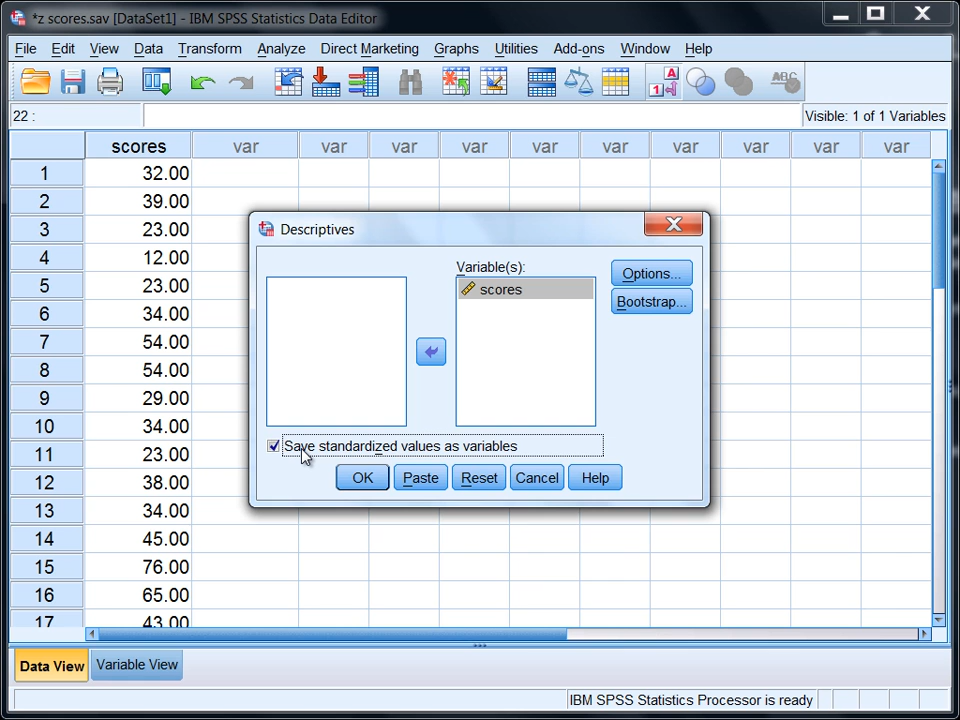 *z scores.sav [DataSet1] - IBM SPSS Statistics Data Editor
File Edit View Data Transform Analyze Direct Marketing Graphs Utilities Add-ons Window Help
22 :
Visible: 1 of 1 Variables
scores var var var var var var var var var
1 32.00
2 39.00
3 23.00
4 12.00
5 23.00
6 34.00
7 54.00
8 54.00
9 29.00
10 34.00
11 23.00
12 38.00
13 34.00
14 45.00
15 76.00
16 65.00
17 43.00
Descriptives
Variable(s):
scores
Options...
Bootstrap...
Save standardized values as variables
OK Paste Reset Cancel Help
Data View Variable View
IBM SPSS Statistics Processor is ready